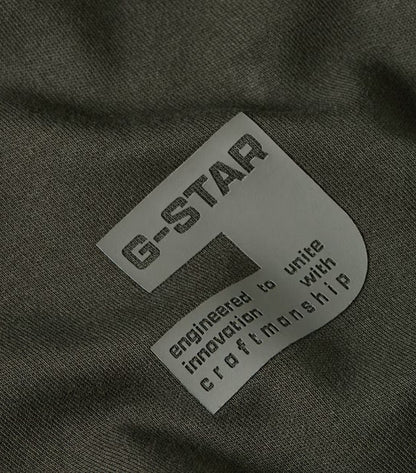 G-STAR
engineered to unite
innovation with
craftmanship